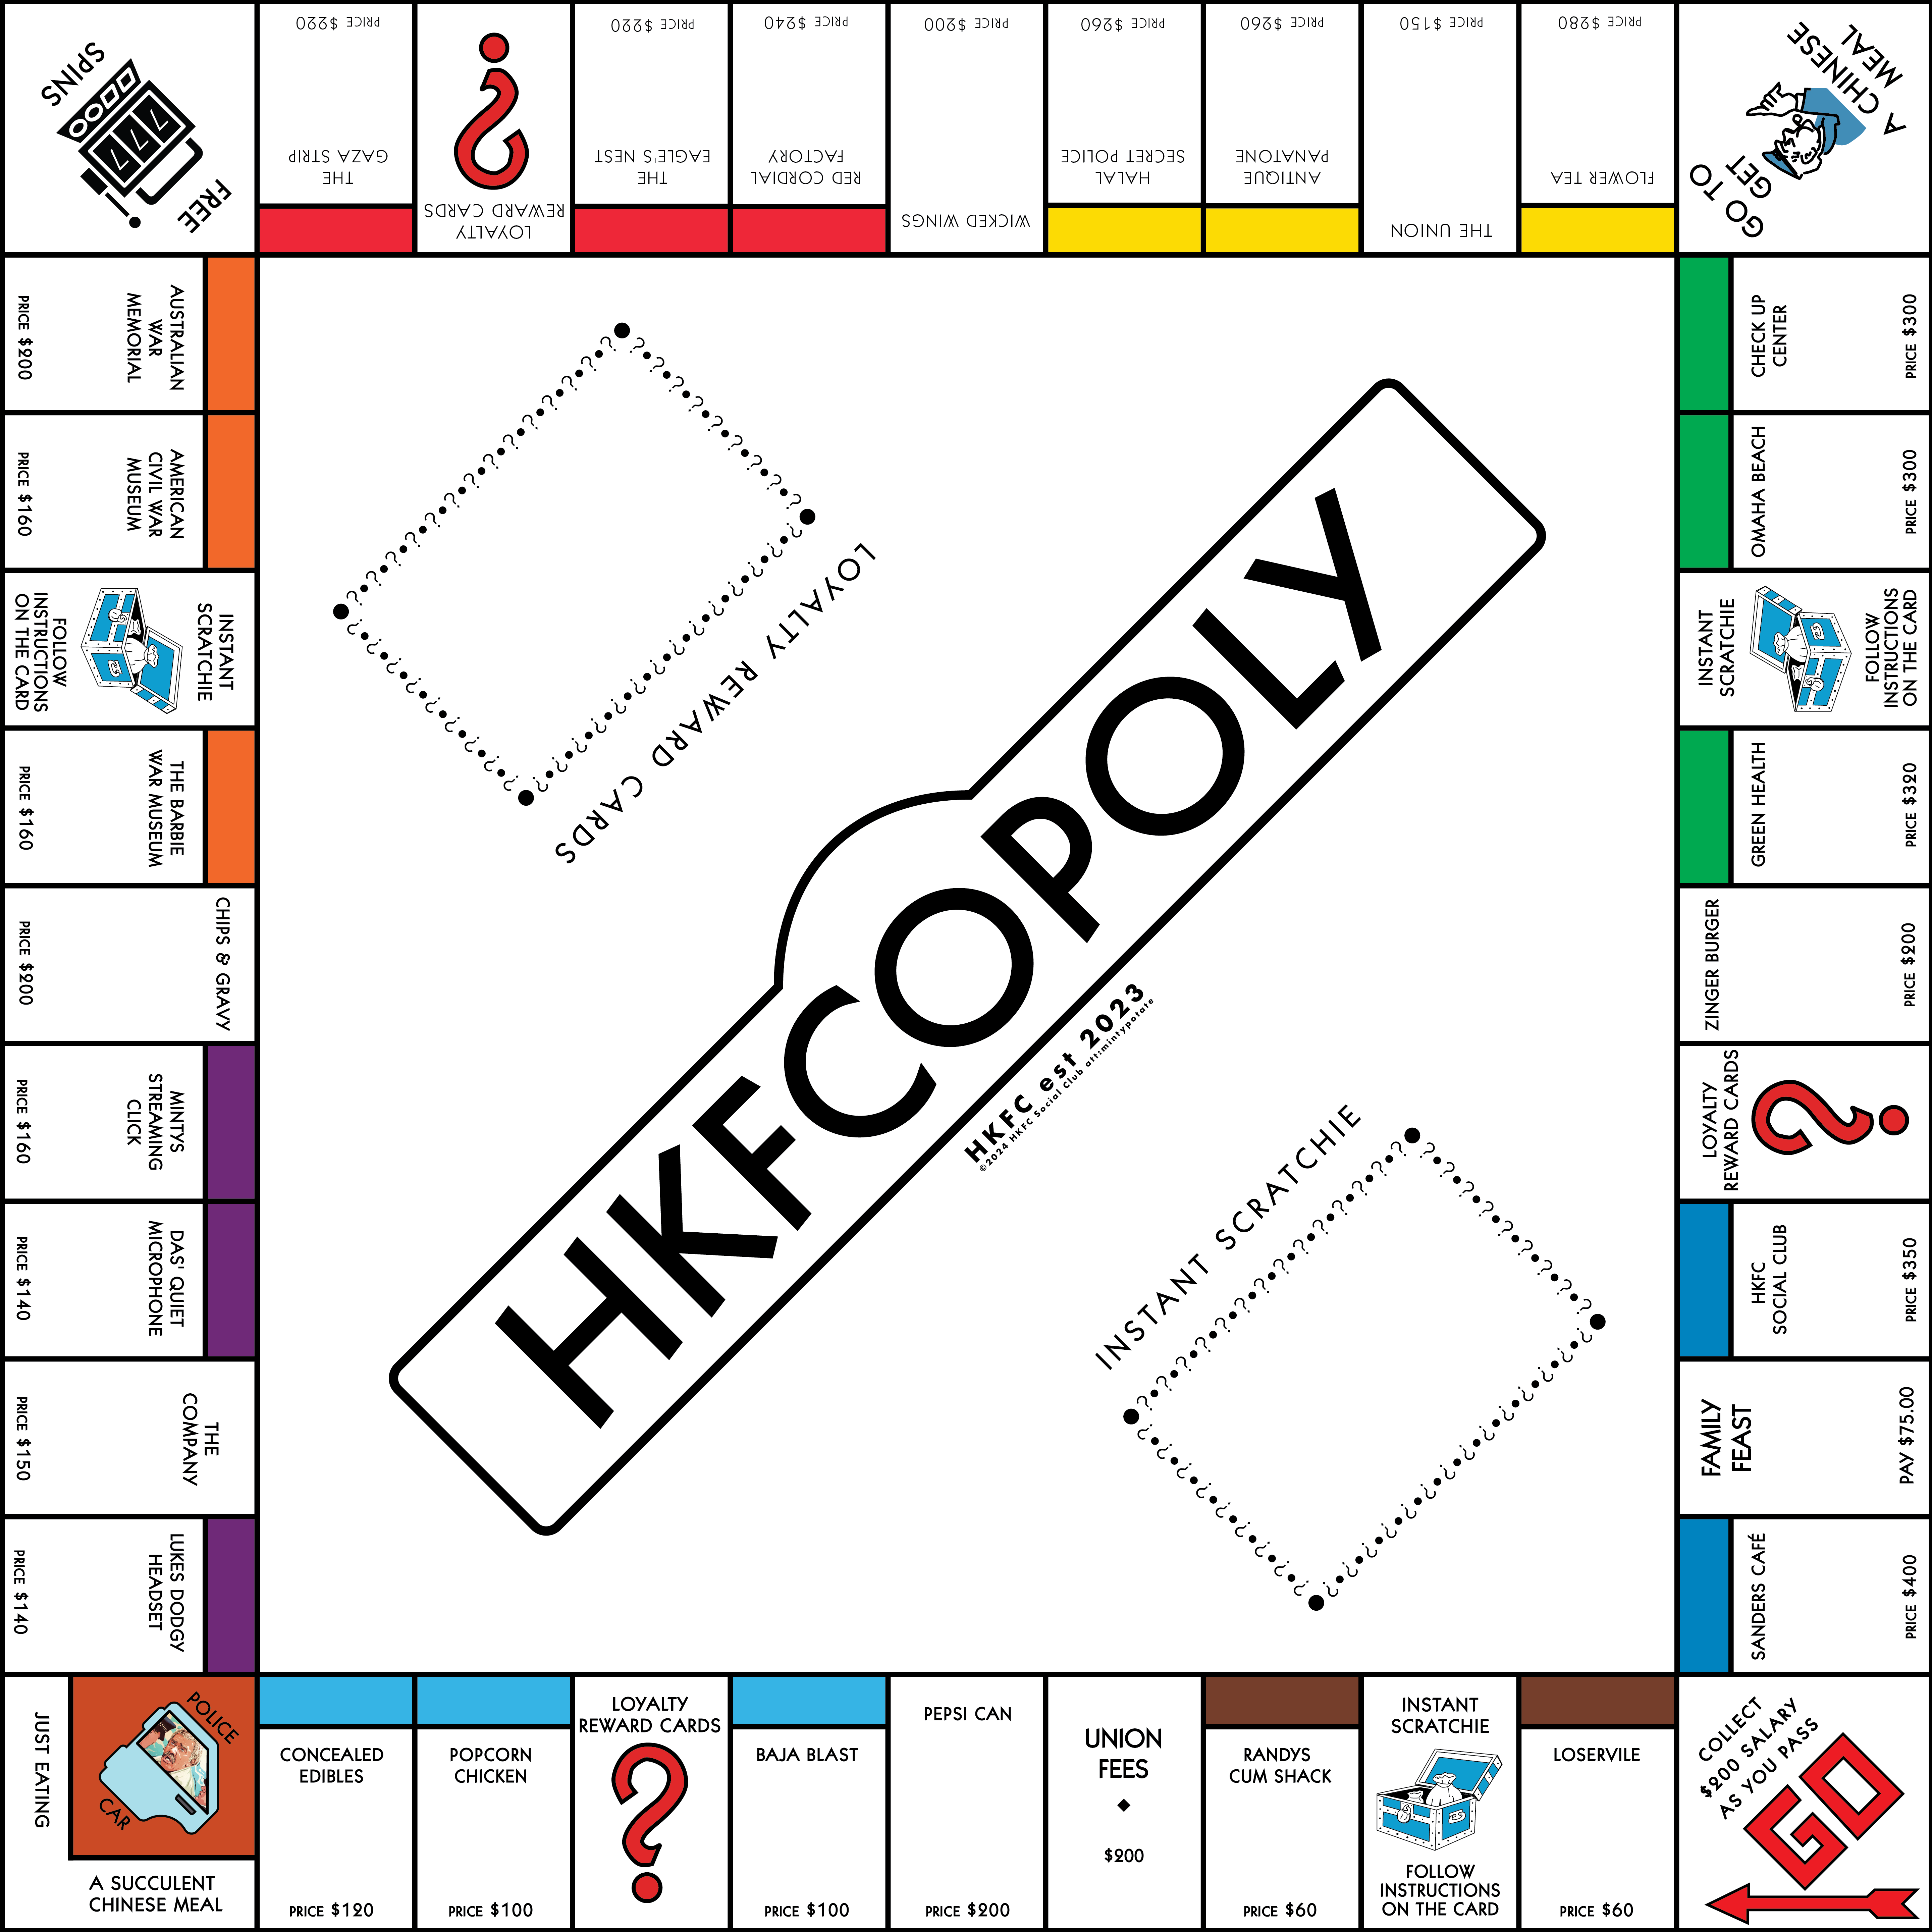 FREE
SPINS
THE
GAZA STRIP
PRICE $220
LOYALTY
REWARD CARDS
THE
EAGLE'S NEST
PRICE $220
RED CORDIAL
FACTORY
PRICE $240
WICKED WINGS
PRICE $200
HALAL
SECRET POLICE
PRICE $260
ANTIQUE
PANATONE
PRICE $260
THE UNION
PRICE $150
FLOWER TEA
PRICE $280
GO TO
GET
A CHINESE
MEAL
AUSTRALIAN
WAR
MEMORIAL
PRICE $200
AMERICAN
CIVIL WAR
MUSEUM
PRICE $160
INSTANT
SCRATCHIE
FOLLOW
INSTRUCTIONS
ON THE CARD
THE BARBIE
WAR MUSEUM
PRICE $160
CHIPS & GRAVY
PRICE $200
MINTYS
STREAMING
CLICK
PRICE $160
DAS' QUIET
MICROPHONE
PRICE $140
THE
COMPANY
PRICE $150
LUKES DODGY
HEADSET
PRICE $140
LOYALTY REWARD CARDS
HKFCOPOLY
HKFC est 2023
©2024 HKFC Social Club att:mintypotate
INSTANT SCRATCHIE
CHECK UP
CENTER
PRICE $300
OMAHA BEACH
PRICE $300
INSTANT
SCRATCHIE
FOLLOW
INSTRUCTIONS
ON THE CARD
GREEN HEALTH
PRICE $320
ZINGER BURGER
PRICE $200
LOYALTY
REWARD CARDS
HKFC
SOCIAL CLUB
PRICE $350
FAMILY
FEAST
PAY $75.00
SANDERS CAFÉ
PRICE $400
JUST EATING
POLICE
CAR
A SUCCULENT
CHINESE MEAL
CONCEALED
EDIBLES
PRICE $120
POPCORN
CHICKEN
PRICE $100
LOYALTY
REWARD CARDS
BAJA BLAST
PRICE $100
PEPSI CAN
PRICE $200
UNION
FEES
$200
RANDYS
CUM SHACK
PRICE $60
INSTANT
SCRATCHIE
FOLLOW
INSTRUCTIONS
ON THE CARD
LOSERVILE
PRICE $60
COLLECT
$200 SALARY
AS YOU PASS
GO